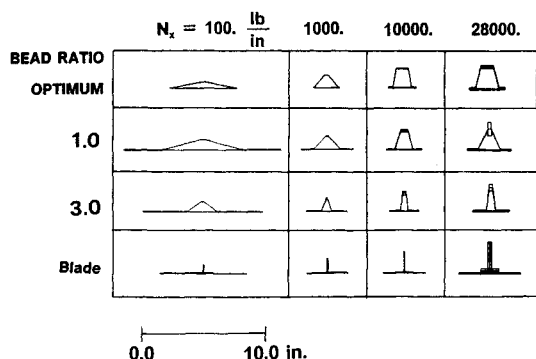 Nx = 100. lb/in 1000. 10000. 28000.
BEAD RATIO
OPTIMUM
1.0
3.0
Blade
0.0 10.0 in.